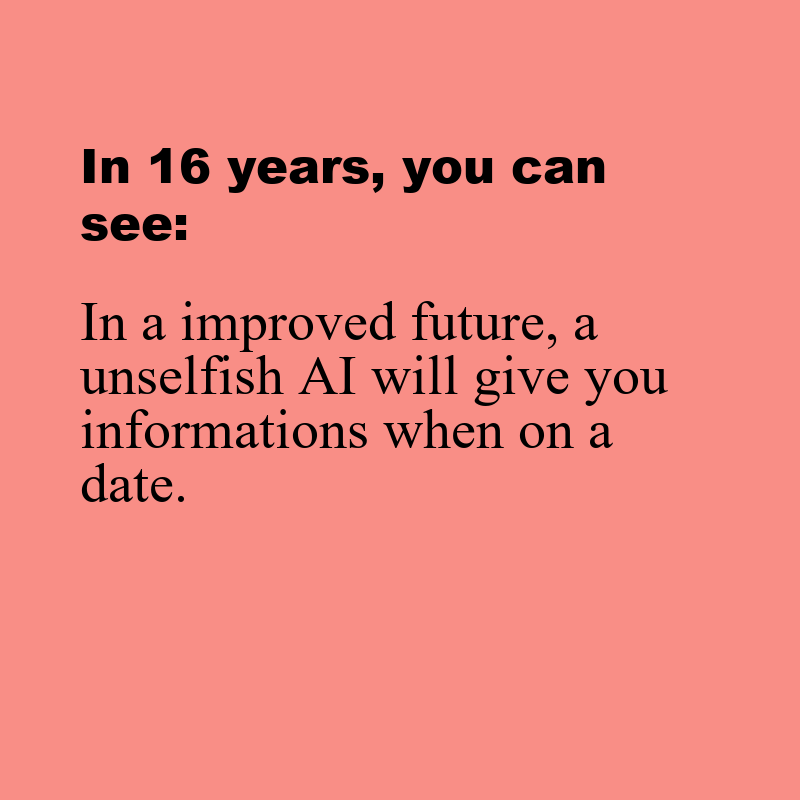 In 16 years, you can
see:
In a improved future, a
unselfish AI will give you
informations when on a
date.